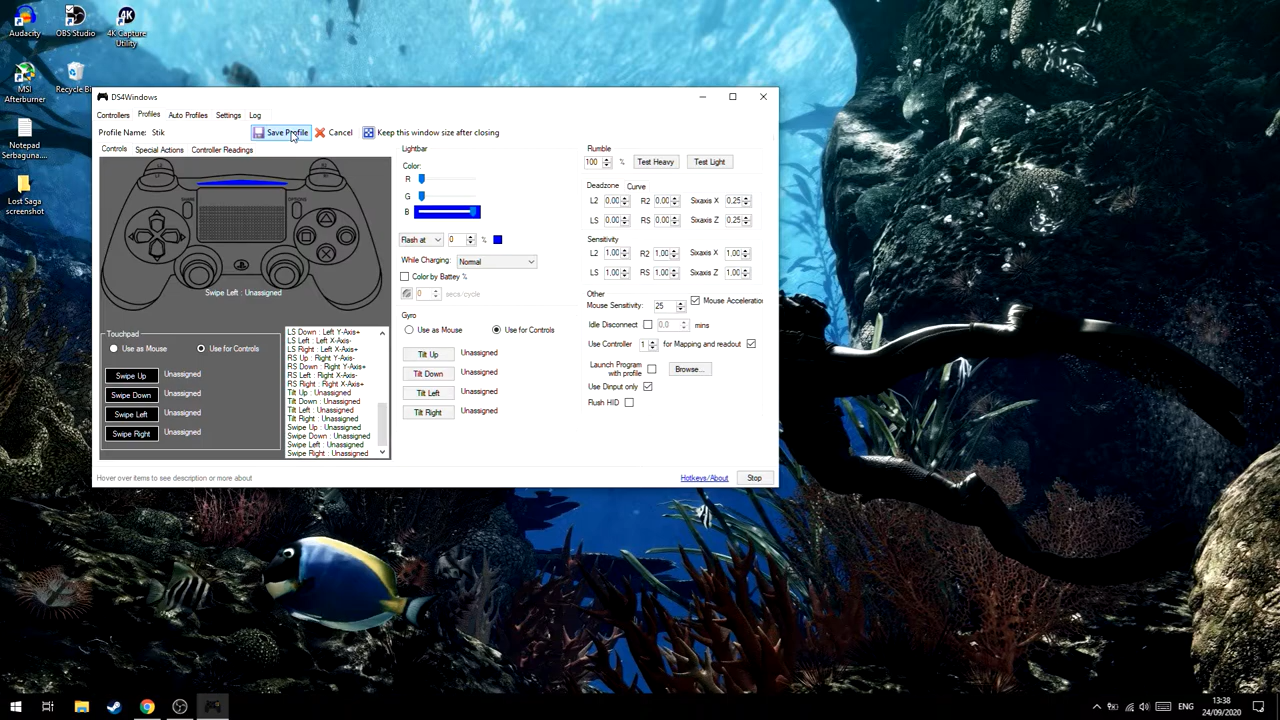 Audacity
OBS Studio
4K Capture
Utility
MSI
Afterburner
Recycle Bi
Notepad
Serbaguna....
Lost Saga
screenshot
DS4Windows
Controllers Profiles Auto Profiles Settings Log
Profile Name: Stik Save Profile Cancel Keep this window size after closing
Controls Special Actions Controller Readings
Swipe Left : Unassigned
Touchpad
Use as Mouse Use for Controls
Swipe Up Unassigned
Swipe Down Unassigned
Swipe Left Unassigned
Swipe Right Unassigned
LS Down : Left Y-Axis+
LS Left : Left X-Axis-
LS Right : Left X-Axis+
RS Up : Right Y-Axis-
RS Down : Right Y-Axis+
RS Left : Right X-Axis-
RS Right : Right X-Axis+
Tilt Up : Unassigned
Tilt Down : Unassigned
Tilt Left : Unassigned
Tilt Right : Unassigned
Swipe Up : Unassigned
Swipe Down : Unassigned
Swipe Left : Unassigned
Swipe Right : Unassigned
Lightbar
Color:
R
G
B
Flash at 0 %
While Charging: Normal
Color by Battey %
0 secs/cycle
Gyro
Use as Mouse Use for Controls
Tilt Up Unassigned
Tilt Down Unassigned
Tilt Left Unassigned
Tilt Right Unassigned
Rumble
100 % Test Heavy Test Light
Deadzone Curve
L2 0.00 R2 0.00 Sixaxis X 0.25
LS 0.00 RS 0.00 Sixaxis Z 0.25
Sensitivity
L2 1.00 R2 1.00 Sixaxis X 1.00
LS 1.00 RS 1.00 Sixaxis Z 1.00
Other
Mouse Sensitivity: 25 Mouse Acceleration
Idle Disconnect 0.0 mins
Use Controller 1 for Mapping and readout
Launch Program
with profile Browse...
Use Dinput only
Flush HID
Hover over items to see description or more about Hotkeys/About Stop
ENG
13:38
24/09/2020